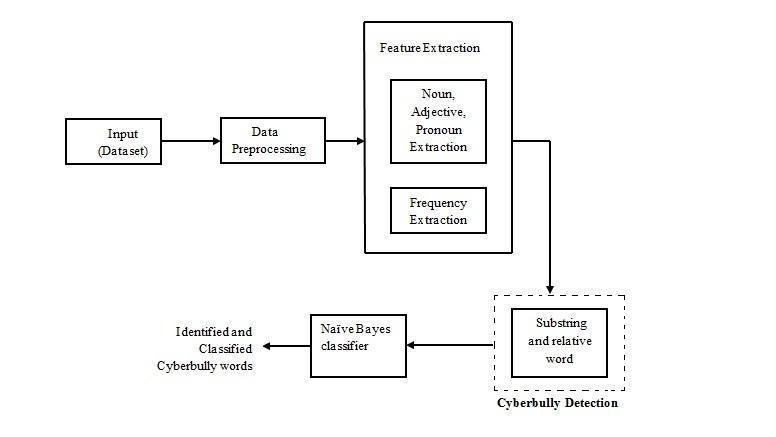 Feature Extraction
Noun,
Adjective,
Pronoun
Extraction
Input
(Dataset)
Data
Preprocessing
Frequency
Extraction
Substring
and relative
word
Cyberbully Detection
Naïve Bayes
classifier
Identified and
Classified
Cyberbully words